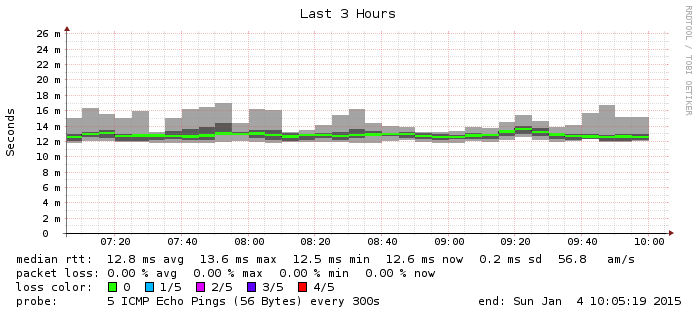 Last 3 Hours
RRDTOOL / TOBI OETIKER
Seconds
26 m
24 m
22 m
20 m
18 m
16 m
14 m
12 m
10 m
8 m
6 m
4 m
2 m
0
07:20 07:40 08:00 08:20 08:40 09:00 09:20 09:40 10:00
median rtt: 12.8 ms avg 13.6 ms max 12.5 ms min 12.6 ms now 0.2 ms sd 56.8 am/s
packet loss: 0.00 % avg 0.00 % max 0.00 % min 0.00 % now
loss color: 0 1/5 2/5 3/5 4/5
probe: 5 ICMP Echo Pings (56 Bytes) every 300s end: Sun Jan 4 10:05:19 2015